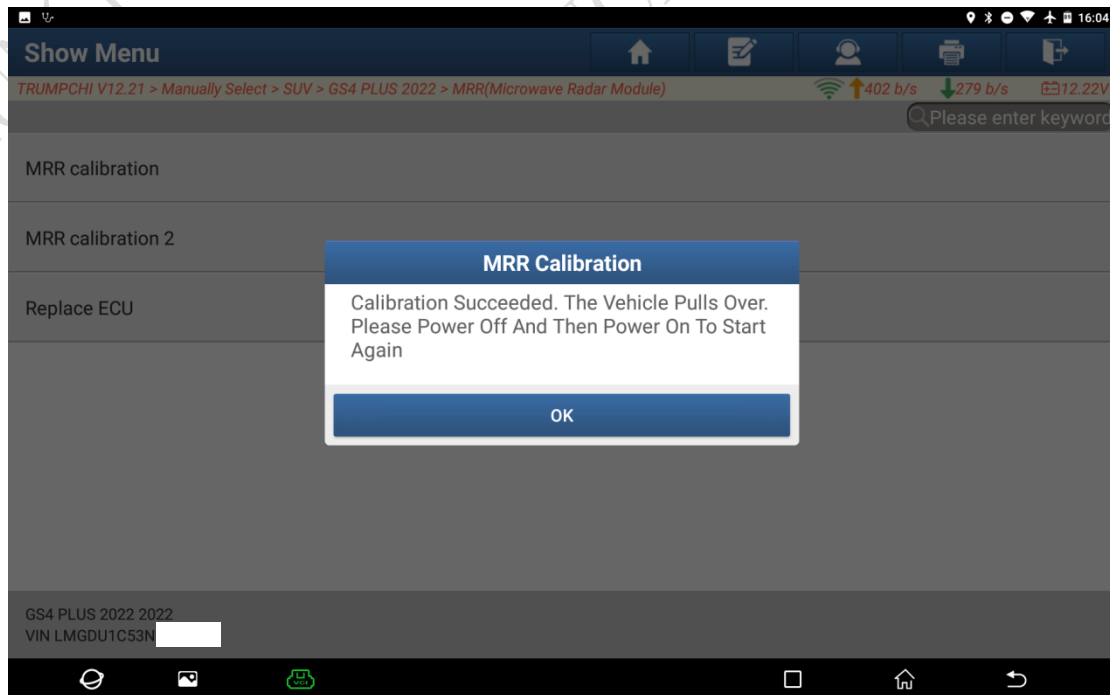 16:04
Show Menu
TRUMPCHI V12.21 > Manually Select > SUV > GS4 PLUS 2022 > MRR(Microwave Radar Module)
402 b/s
279 b/s
12.22V
Please enter keyword
MRR calibration
MRR calibration 2
Replace ECU
MRR Calibration
Calibration Succeeded. The Vehicle Pulls Over.
Please Power Off And Then Power On To Start
Again
OK
GS4 PLUS 2022 2022
VIN LMGDU1C53N
VCI